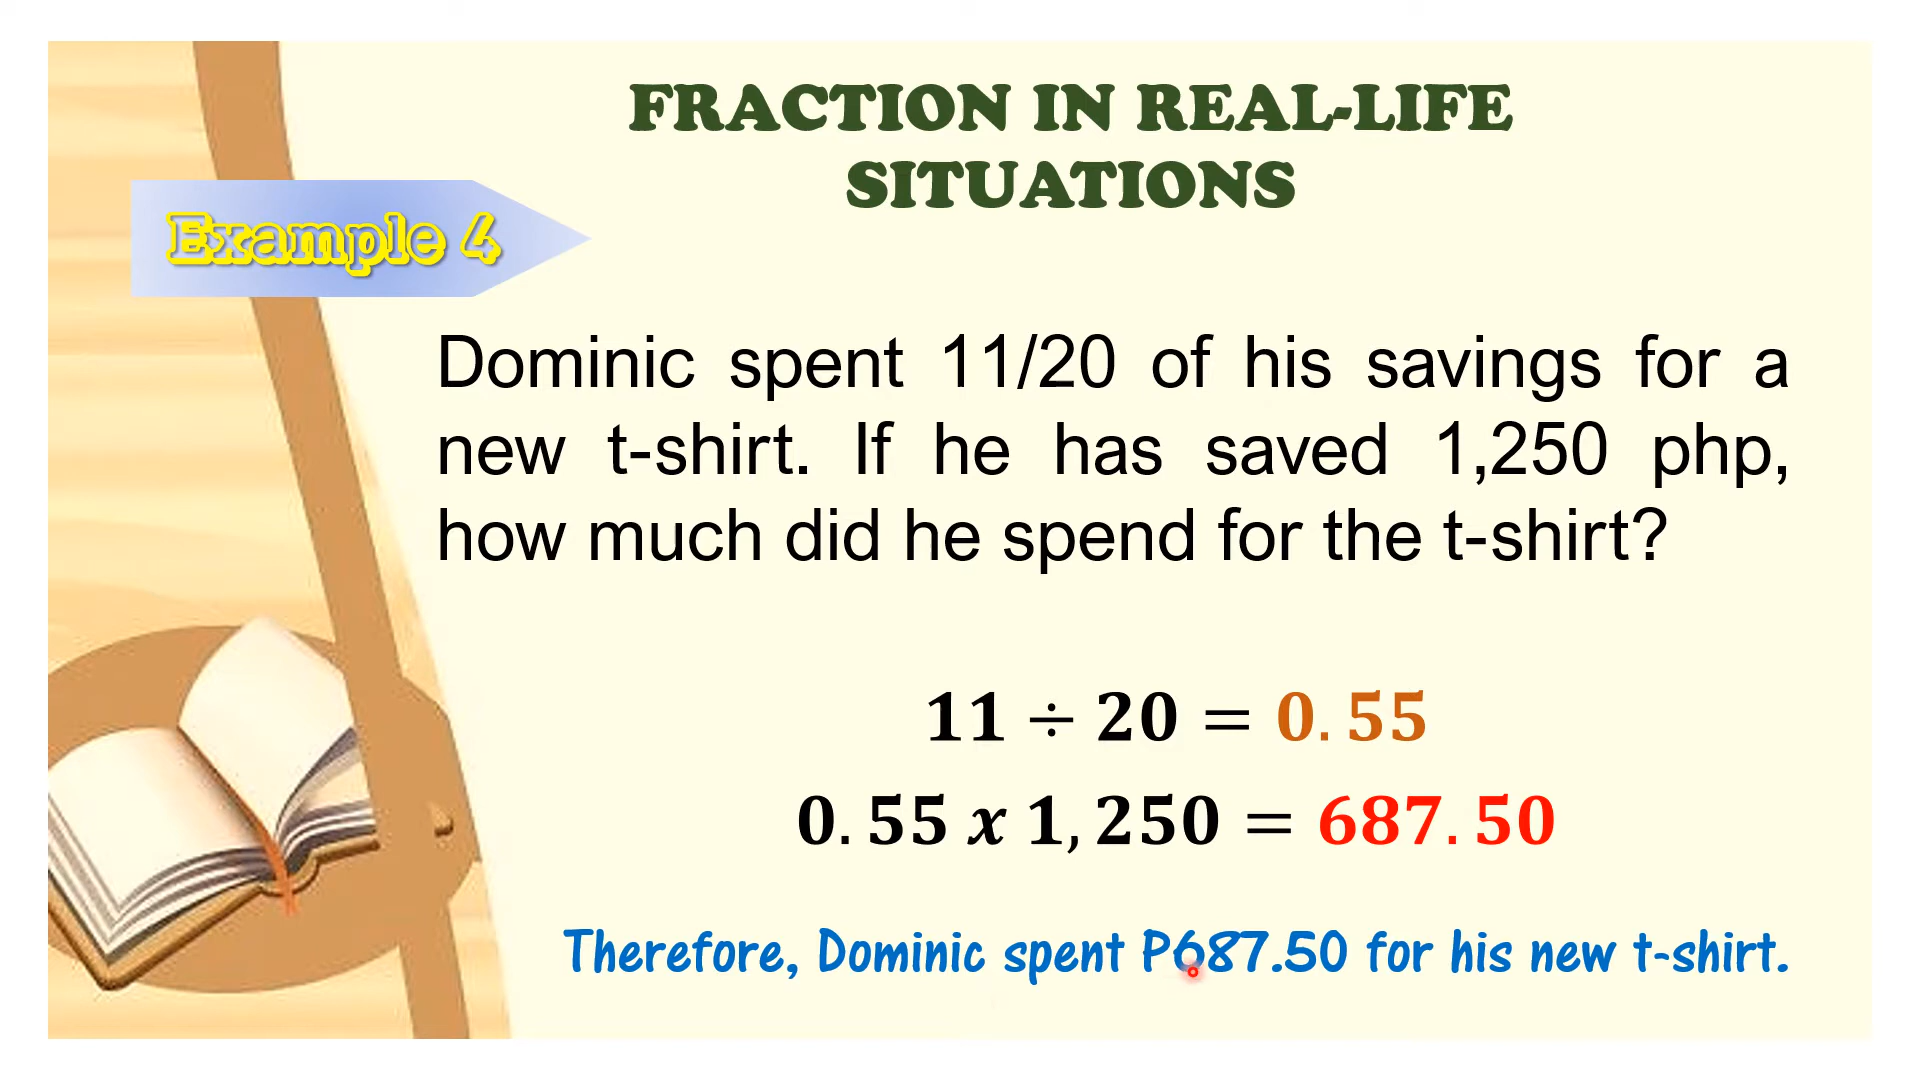 FRACTION IN REAL-LIFE
SITUATIONS
Example 4
Dominic spent 11/20 of his savings for a
new t-shirt. If he has saved 1,250 php,
how much did he spend for the t-shirt?
11 ÷ 20 = 0.55
0.55 x 1,250 = 687.50
Therefore, Dominic spent P687.50 for his new t-shirt.